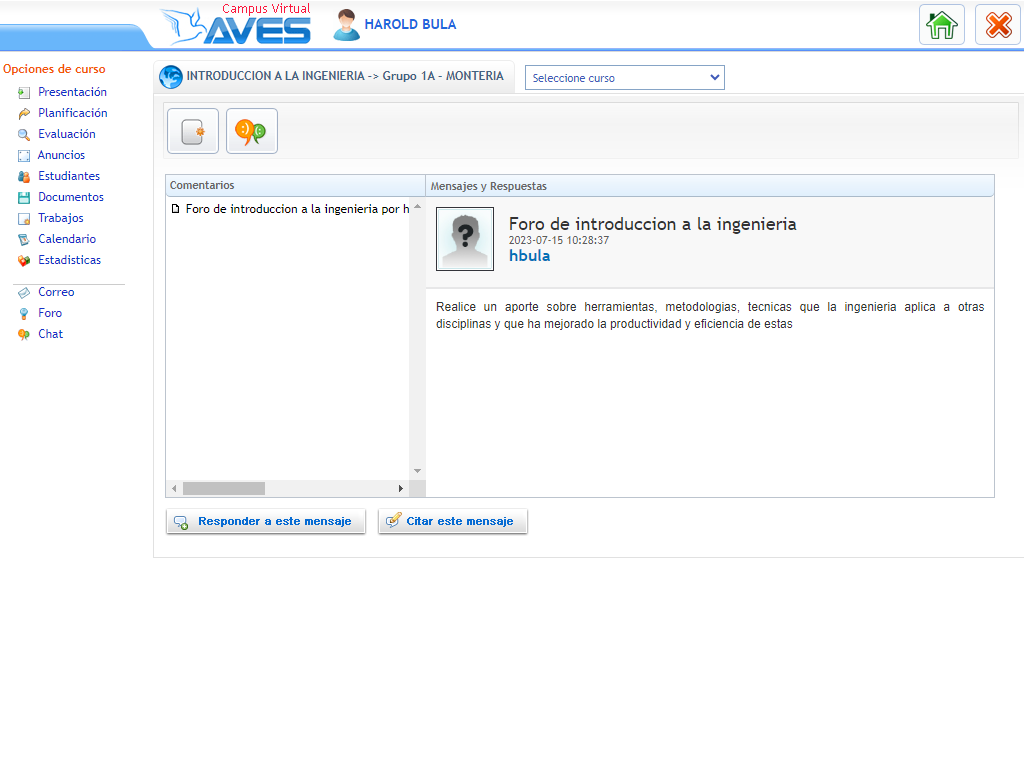 Campus Virtual
AVES
HAROLD BULA
Opciones de curso
Presentación
Planificación
Evaluación
Anuncios
Estudiantes
Documentos
Trabajos
Calendario
Estadísticas
Correo
Foro
Chat
INTRODUCCION A LA INGENIERIA -> Grupo 1A - MONTERIA
Seleccione curso
Comentarios
Foro de introduccion a la ingenieria por h
Mensajes y Respuestas
Foro de introduccion a la ingenieria
2023-07-15 10:28:37
hbula
Realice un aporte sobre herramientas, metodologias, tecnicas que la ingenieria aplica a otras
disciplinas y que ha mejorado la productividad y eficiencia de estas
Responder a este mensaje
Citar este mensaje